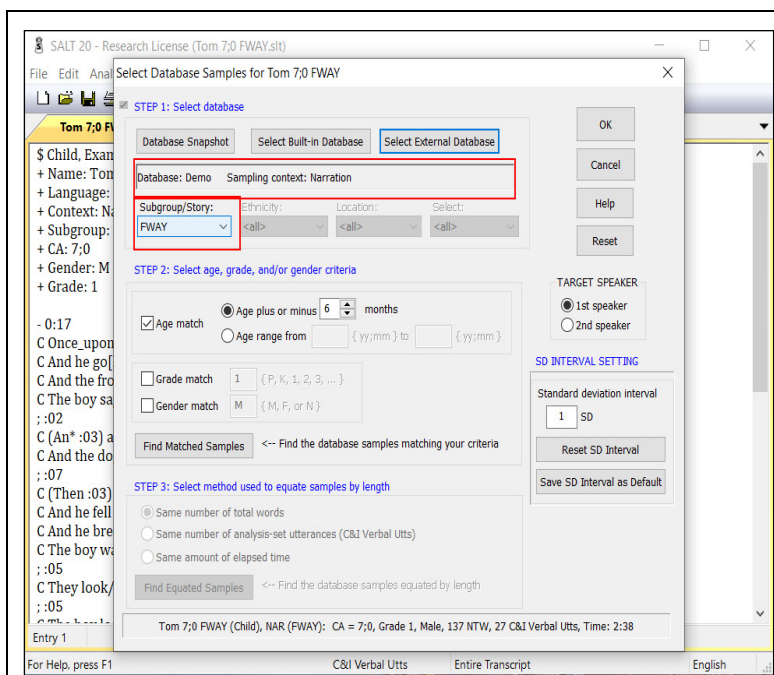 SALT 20 - Research License (Tom 7;0 FWAY.slt)
File Edit Anal
Select Database Samples for Tom 7;0 FWAY
Tom 7;0 F
$ Child, Exam
+ Name: Tom
+ Language:
+ Context: Na
+ Subgroup:
+ CA: 7;0
+ Gender: M
+ Grade: 1
- 0:17
C Once_upon
C And he go[
C And the fro
C The boy sa
; :02
C (An* :03) a
C And the do
; :07
C (Then :03)
C And he fell
C And he bre
C The boy wa
; :05
C They look/
; :05
STEP 1: Select database
Database Snapshot Select Built-in Database Select External Database
Database: Demo Sampling context: Narration
Subgroup/Story: Ethnicity: Location: Select:
FWAY <all> <all> <all>
STEP 2: Select age, grade, and/or gender criteria
Age match
Age plus or minus 6 months
Age range from { yy;mm } to { yy;mm }
Grade match 1 { P, K, 1, 2, 3, ... }
Gender match M { M, F, or N }
Find Matched Samples <-- Find the database samples matching your criteria
STEP 3: Select method used to equate samples by length
Same number of total words
Same number of analysis-set utterances (C&I Verbal Utts)
Same amount of elapsed time
Find Equated Samples <-- Find the database samples equated by length
OK
Cancel
Help
Reset
TARGET SPEAKER
1st speaker
2nd speaker
SD INTERVAL SETTING
Standard deviation interval
1 SD
Reset SD Interval
Save SD Interval as Default
Tom 7;0 FWAY (Child), NAR (FWAY): CA = 7;0, Grade 1, Male, 137 NTW, 27 C&I Verbal Utts, Time: 2:38
Entry 1
For Help, press F1 C&I Verbal Utts Entire Transcript English